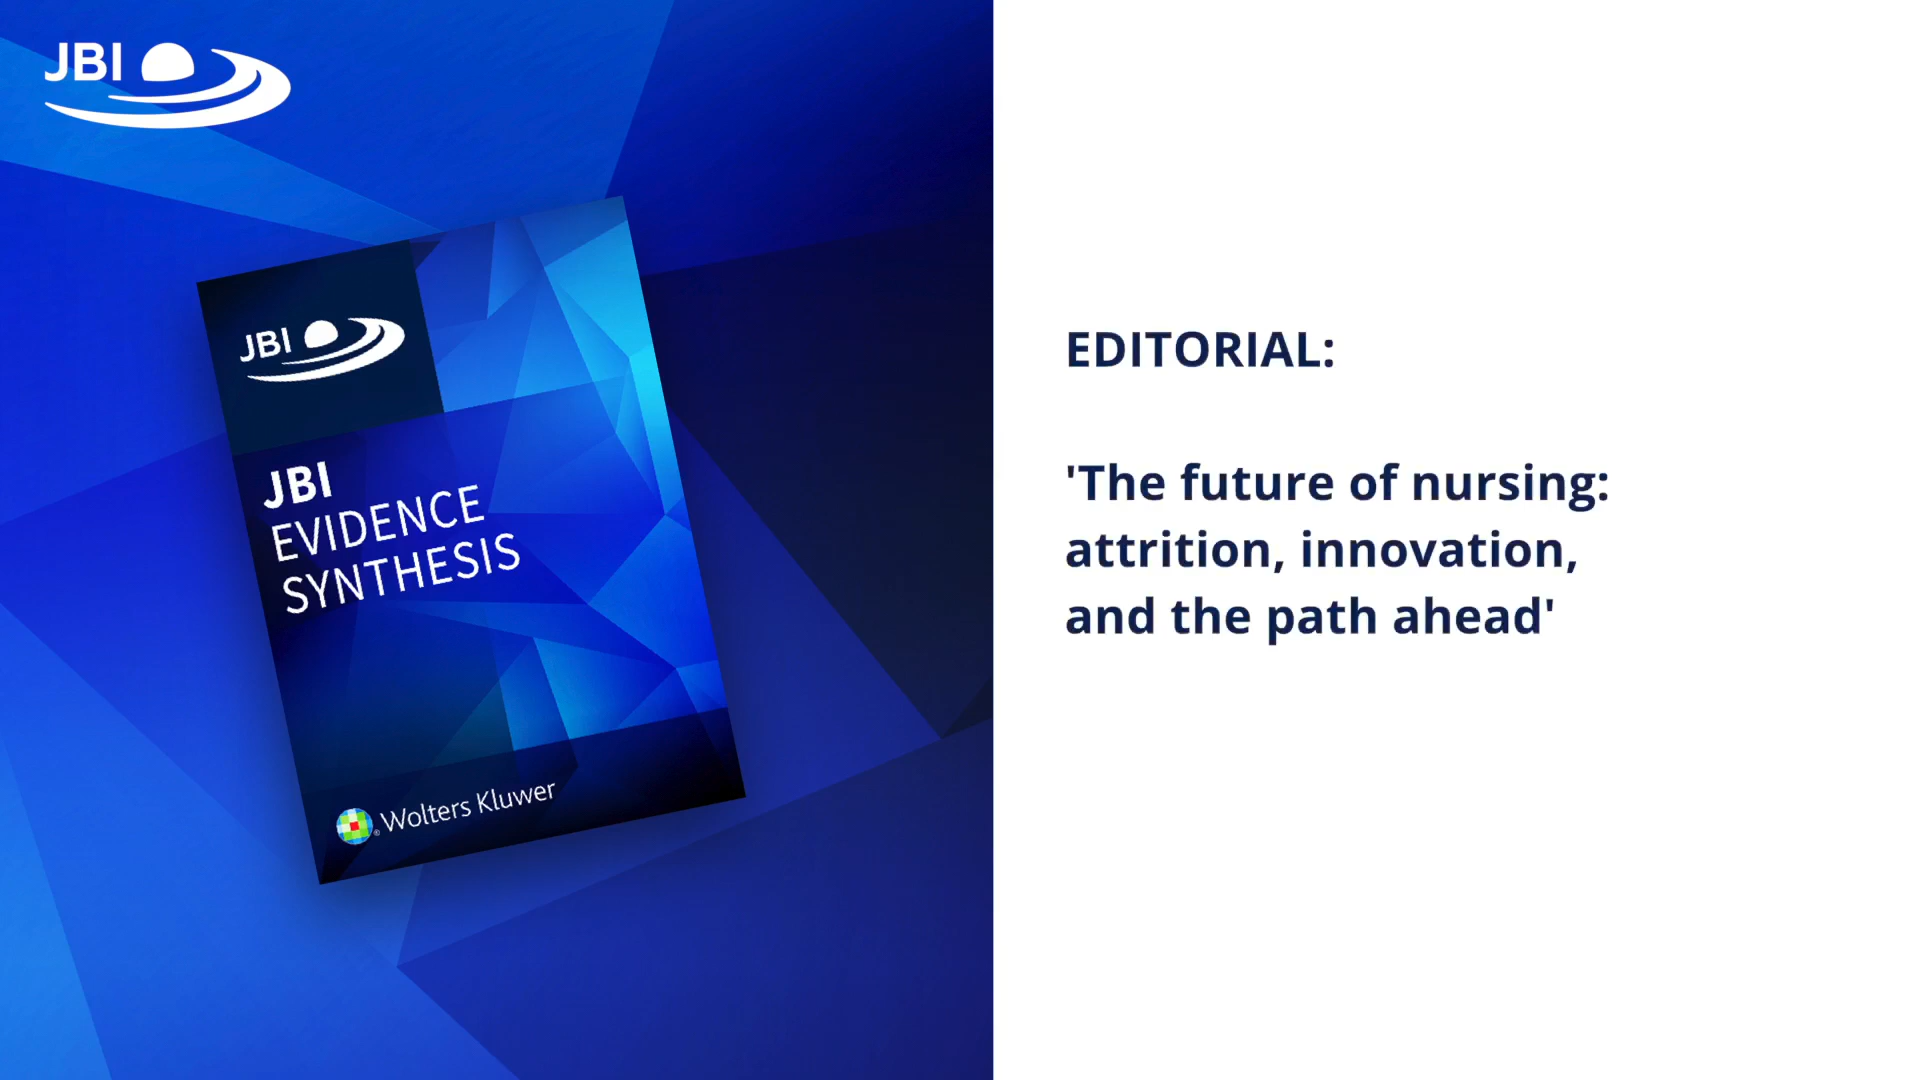 JBI
JBI
JBI
EVIDENCE
SYNTHESIS
Wolters Kluwer
EDITORIAL:
'The future of nursing:
attrition, innovation,
and the path ahead'